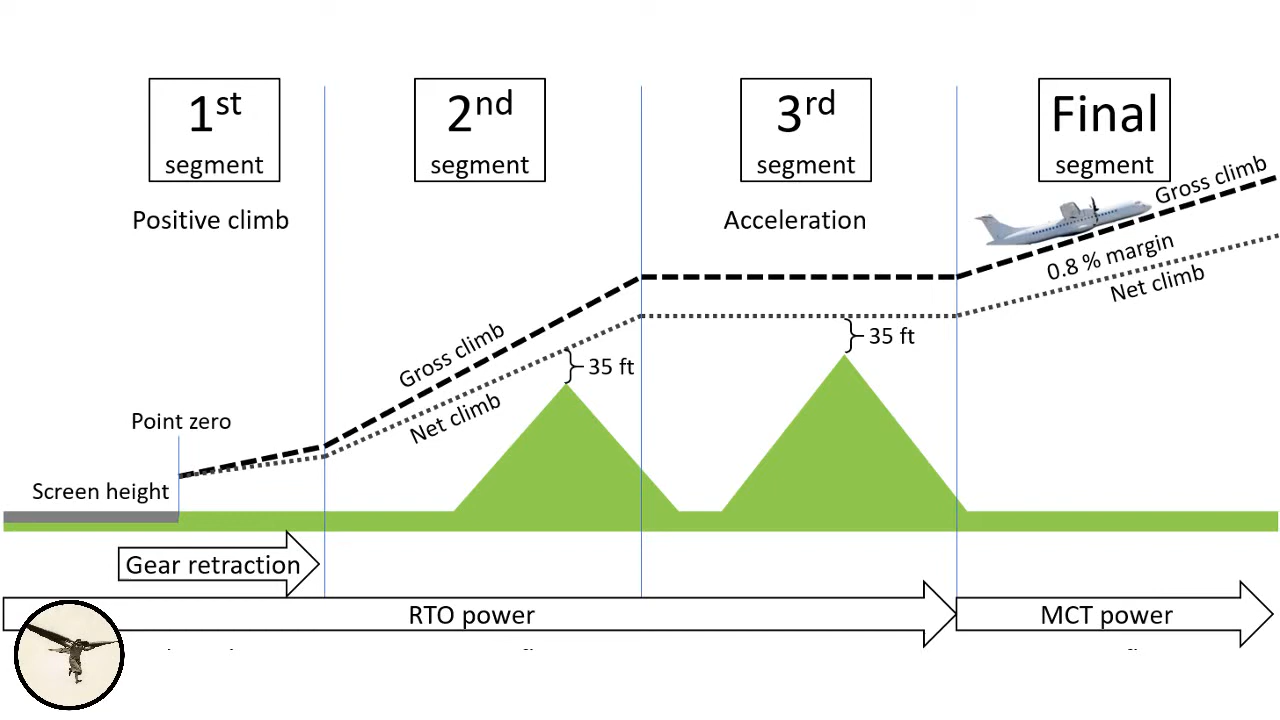 1st
segment
2nd
segment
3rd
segment
Final
segment
Positive climb
Acceleration
Gross climb
0.8 % margin
Net climb
35 ft
Gross climb
35 ft
Net climb
Point zero
Screen height
Gear retraction
RTO power
MCT power